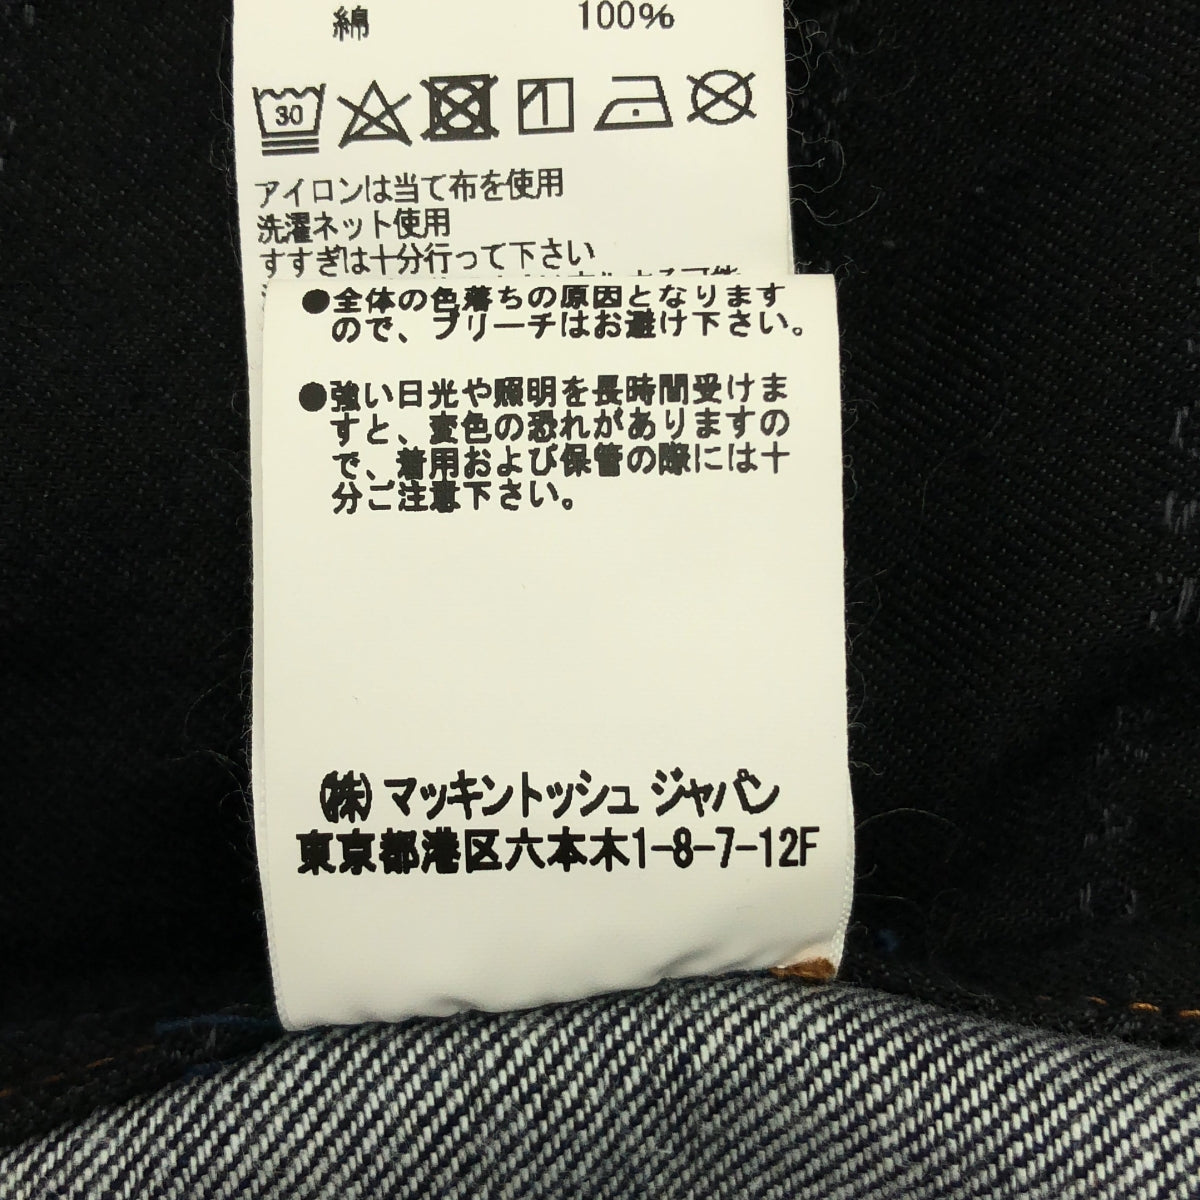 綿 100%
30
アイロンは当て布を使用
洗濯ネット使用
すすぎは十分行って下さい
●全体の色落ちの原因となります
ので、ブリーチはお避け下さい。
●強い日光や照明を長時間受けま
すと、変色の恐れがありますの
で、着用および保管の際には十
分ご注意下さい。
(株) マッキントッシュ ジャパン
東京都港区六本木1-8-7-12F